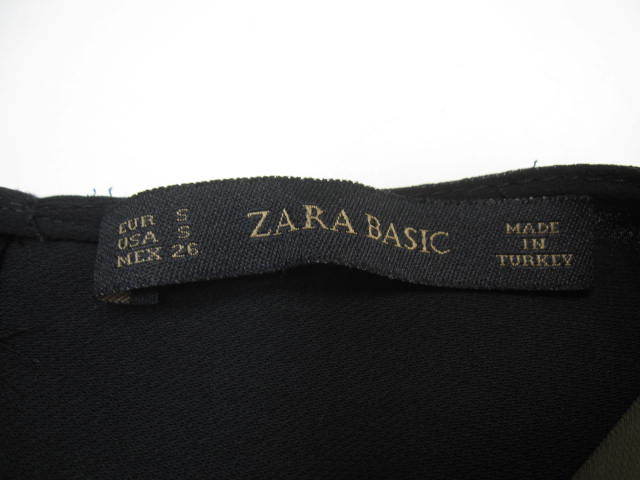 EUR S
USA S
MEX 26
ZARA BASIC
MADE
IN
TURKEY